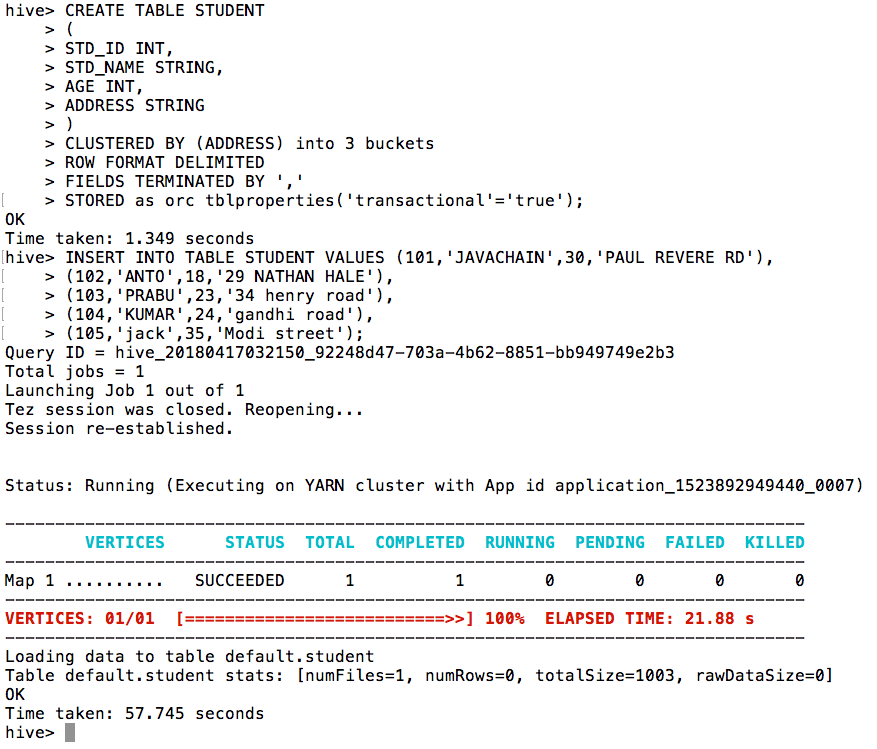 hive> CREATE TABLE STUDENT
    > (
    > STD_ID INT,
    > STD_NAME STRING,
    > AGE INT,
    > ADDRESS STRING
    > )
    > CLUSTERED BY (ADDRESS) into 3 buckets
    > ROW FORMAT DELIMITED
    > FIELDS TERMINATED BY ','
[   > STORED as orc tblproperties('transactional'='true');
OK
Time taken: 1.349 seconds
[hive> INSERT INTO TABLE STUDENT VALUES (101,'JAVACHAIN',30,'PAUL REVERE RD'),
[   > (102,'ANTO',18,'29 NATHAN HALE'),
[   > (103,'PRABU',23,'34 henry road'),
[   > (104,'KUMAR',24,'gandhi road'),
[   > (105,'jack',35,'Modi street');
Query ID = hive_20180417032150_92248d47-703a-4b62-8851-bb949749e2b3
Total jobs = 1
Launching Job 1 out of 1
Tez session was closed. Reopening...
Session re-established.
Status: Running (Executing on YARN cluster with App id application_1523892949440_0007)
--------------------------------------------------------------------------------
        VERTICES      STATUS  TOTAL  COMPLETED  RUNNING  PENDING  FAILED  KILLED
--------------------------------------------------------------------------------
Map 1 ..........   SUCCEEDED      1          1        0        0       0       0
--------------------------------------------------------------------------------
VERTICES: 01/01  [==========================>>] 100%  ELAPSED TIME: 21.88 s
--------------------------------------------------------------------------------
Loading data to table default.student
Table default.student stats: [numFiles=1, numRows=0, totalSize=1003, rawDataSize=0]
OK
Time taken: 57.745 seconds
hive>